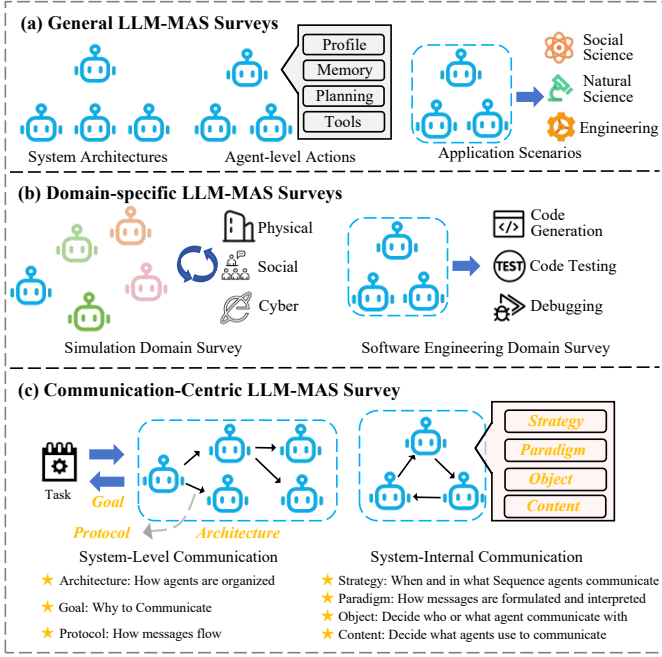 (a) General LLM-MAS Surveys
Profile
Memory
Planning
Tools
Social
Science
Natural
Science
Engineering
System Architectures
Agent-level Actions
Application Scenarios
(b) Domain-specific LLM-MAS Surveys
Physical
Social
Cyber
Code
Generation
TEST
Code Testing
Debugging
Simulation Domain Survey
Software Engineering Domain Survey
(c) Communication-Centric LLM-MAS Survey
Task
Goal
Protocol
Architecture
Strategy
Paradigm
Object
Content
System-Level Communication
Architecture: How agents are organized
Goal: Why to Communicate
Protocol: How messages flow
System-Internal Communication
Strategy: When and in what Sequence agents communicate
Paradigm: How messages are formulated and interpreted
Object: Decide who or what agent communicate with
Content: Decide what agents use to communicate